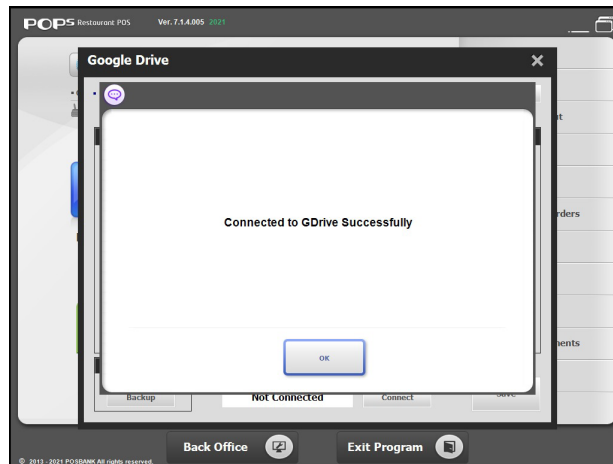 POPS Restaurant POS Ver. 7.1.4.005 2021
Google Drive
Connected to GDrive Successfully
OK
Backup Not Connected Connect Save
Back Office Exit Program
© 2013 - 2021 POSBANK All rights reserved.